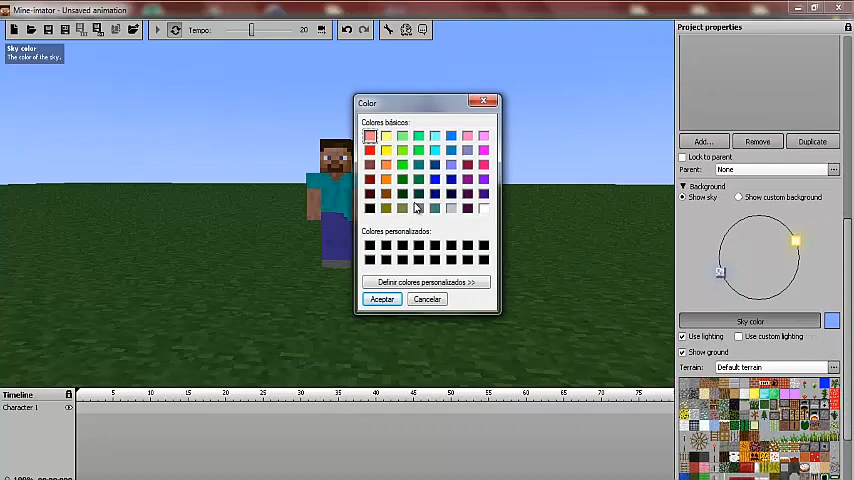 Mine-imator - Unsaved animation
Tempo:
20
Sky color
The color of the sky.
Project properties
Add...
Remove
Duplicate
Lock to parent
Parent:
None
Background
Show sky
Show custom background
Sky color
Use lighting
Use custom lighting
Show ground
Terrain:
Default terrain
Color
Colores básicos:
Colores personalizados:
Definir colores personalizados >>
Aceptar
Cancelar
Timeline
5
10
15
20
25
30
35
40
45
50
55
60
65
70
75
Character 1